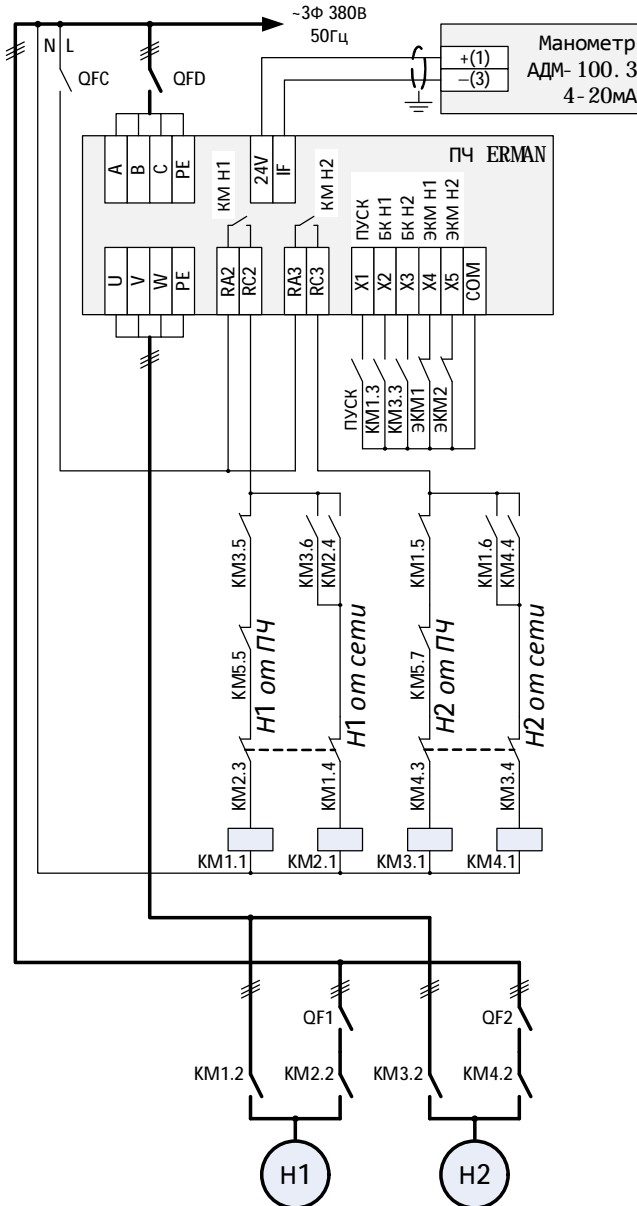 ~3Ф 380В
50Гц
N L
QFC
QFD
Манометр
АДМ-100.3
4-20мА
+(1)
−(3)
ПЧ ERMAN
A
B
C
PE
КМ Н1
24V
IF
КМ Н2
ПУСК
БК Н1
БК Н2
ЭКМ Н1
ЭКМ Н2
U
V
W
PE
RA2
RC2
RA3
RC3
X1
X2
X3
X4
X5
COM
ПУСК
КМ1.3
КМ3.3
ЭКМ1
ЭКМ2
КМ3.5
КМ3.6
КМ2.4
КМ1.5
КМ1.6
КМ4.4
КМ5.5
Н1 от ПЧ
Н1 от сети
КМ5.7
Н2 от ПЧ
Н2 от сети
КМ2.3
КМ1.4
КМ4.3
КМ3.4
КМ1.1
КМ2.1
КМ3.1
КМ4.1
QF1
QF2
КМ1.2
КМ2.2
КМ3.2
КМ4.2
Н1
Н2